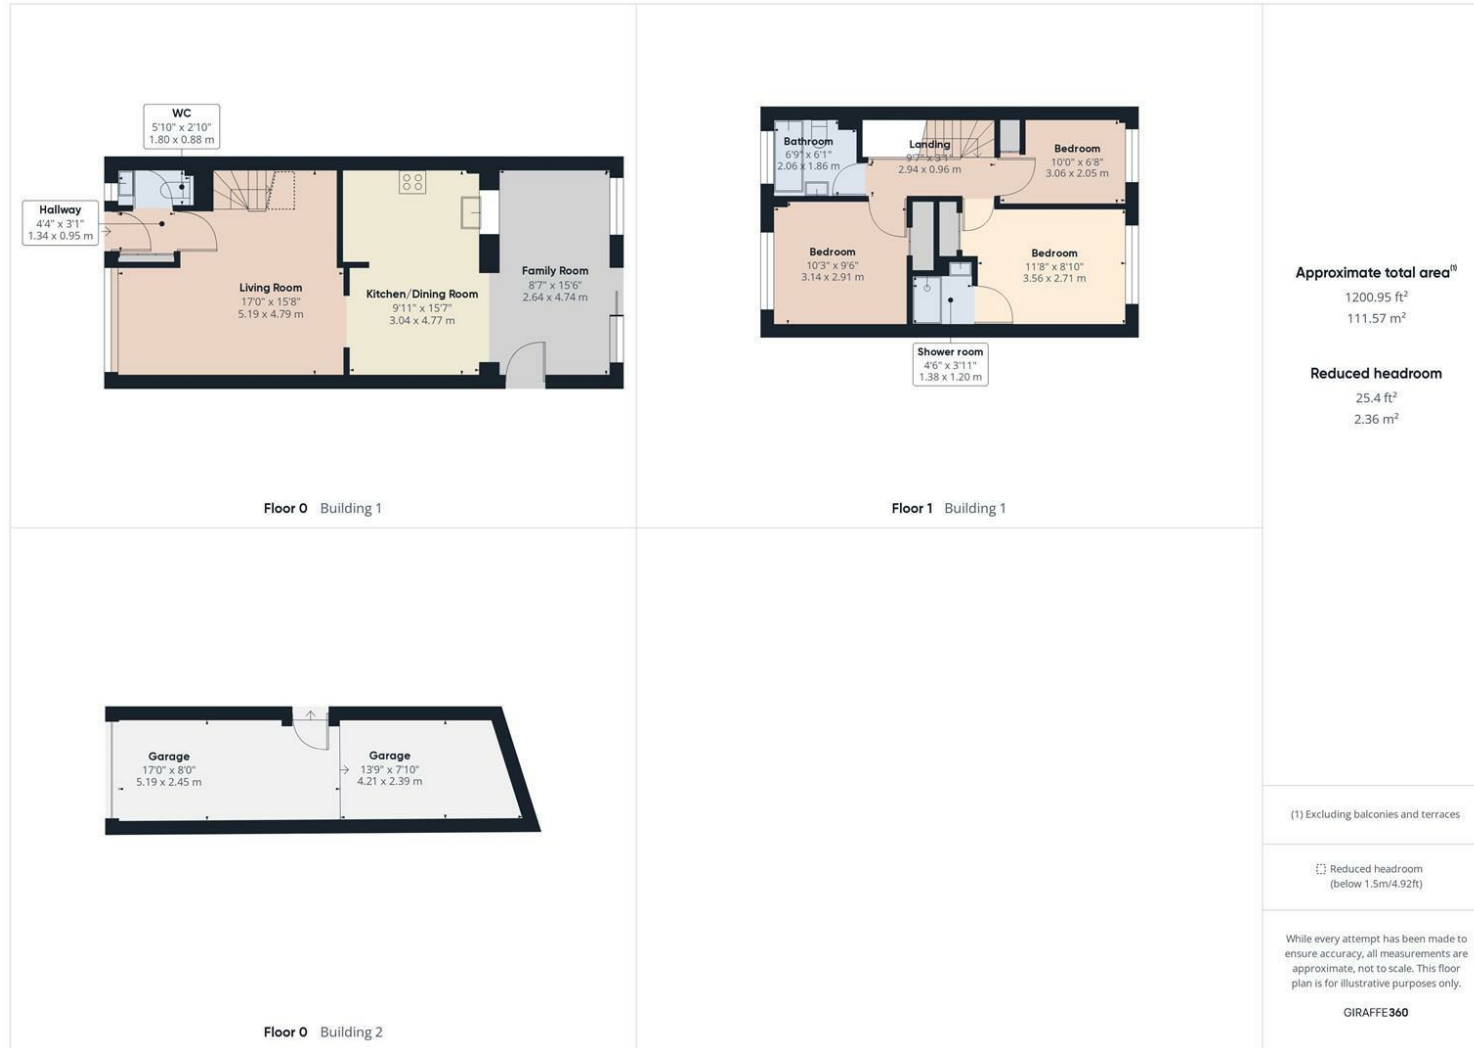 WC
5'10" x 2'10"
1.80 x 0.88 m
Hallway
4'4" x 3'1"
1.34 x 0.95 m
Living Room
17'0" x 15'8"
5.19 x 4.79 m
Kitchen/Dining Room
9'11" x 15'7"
3.04 x 4.77 m
Family Room
8'7" x 15'6"
2.64 x 4.74 m
Floor 0 Building 1
Bathroom
6'9" x 6'1"
2.06 x 1.86 m
Landing
9'7" x 3'1"
2.94 x 0.96 m
Bedroom
10'0" x 6'8"
3.06 x 2.05 m
Bedroom
10'3" x 9'6"
3.14 x 2.91 m
Bedroom
11'8" x 8'10"
3.56 x 2.71 m
Shower room
4'6" x 3'11"
1.38 x 1.20 m
Floor 1 Building 1
Garage
17'0" x 8'0"
5.19 x 2.45 m
Garage
13'9" x 7'10"
4.21 x 2.39 m
Floor 0 Building 2
Approximate total area(1)
1200.95 ft²
111.57 m²
Reduced headroom
25.4 ft²
2.36 m²
(1) Excluding balconies and terraces
Reduced headroom
(below 1.5m/4.92ft)
While every attempt has been made to
ensure accuracy, all measurements are
approximate, not to scale. This floor
plan is for illustrative purposes only.
GIRAFFE360